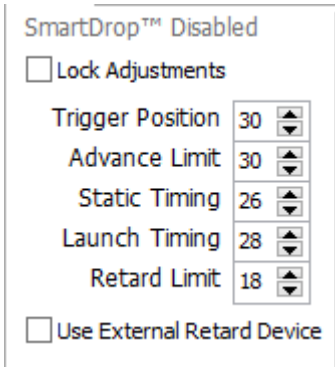 SmartDrop™ Disabled
Lock Adjustments
Trigger Position 30
Advance Limit 30
Static Timing 26
Launch Timing 28
Retard Limit 18
Use External Retard Device